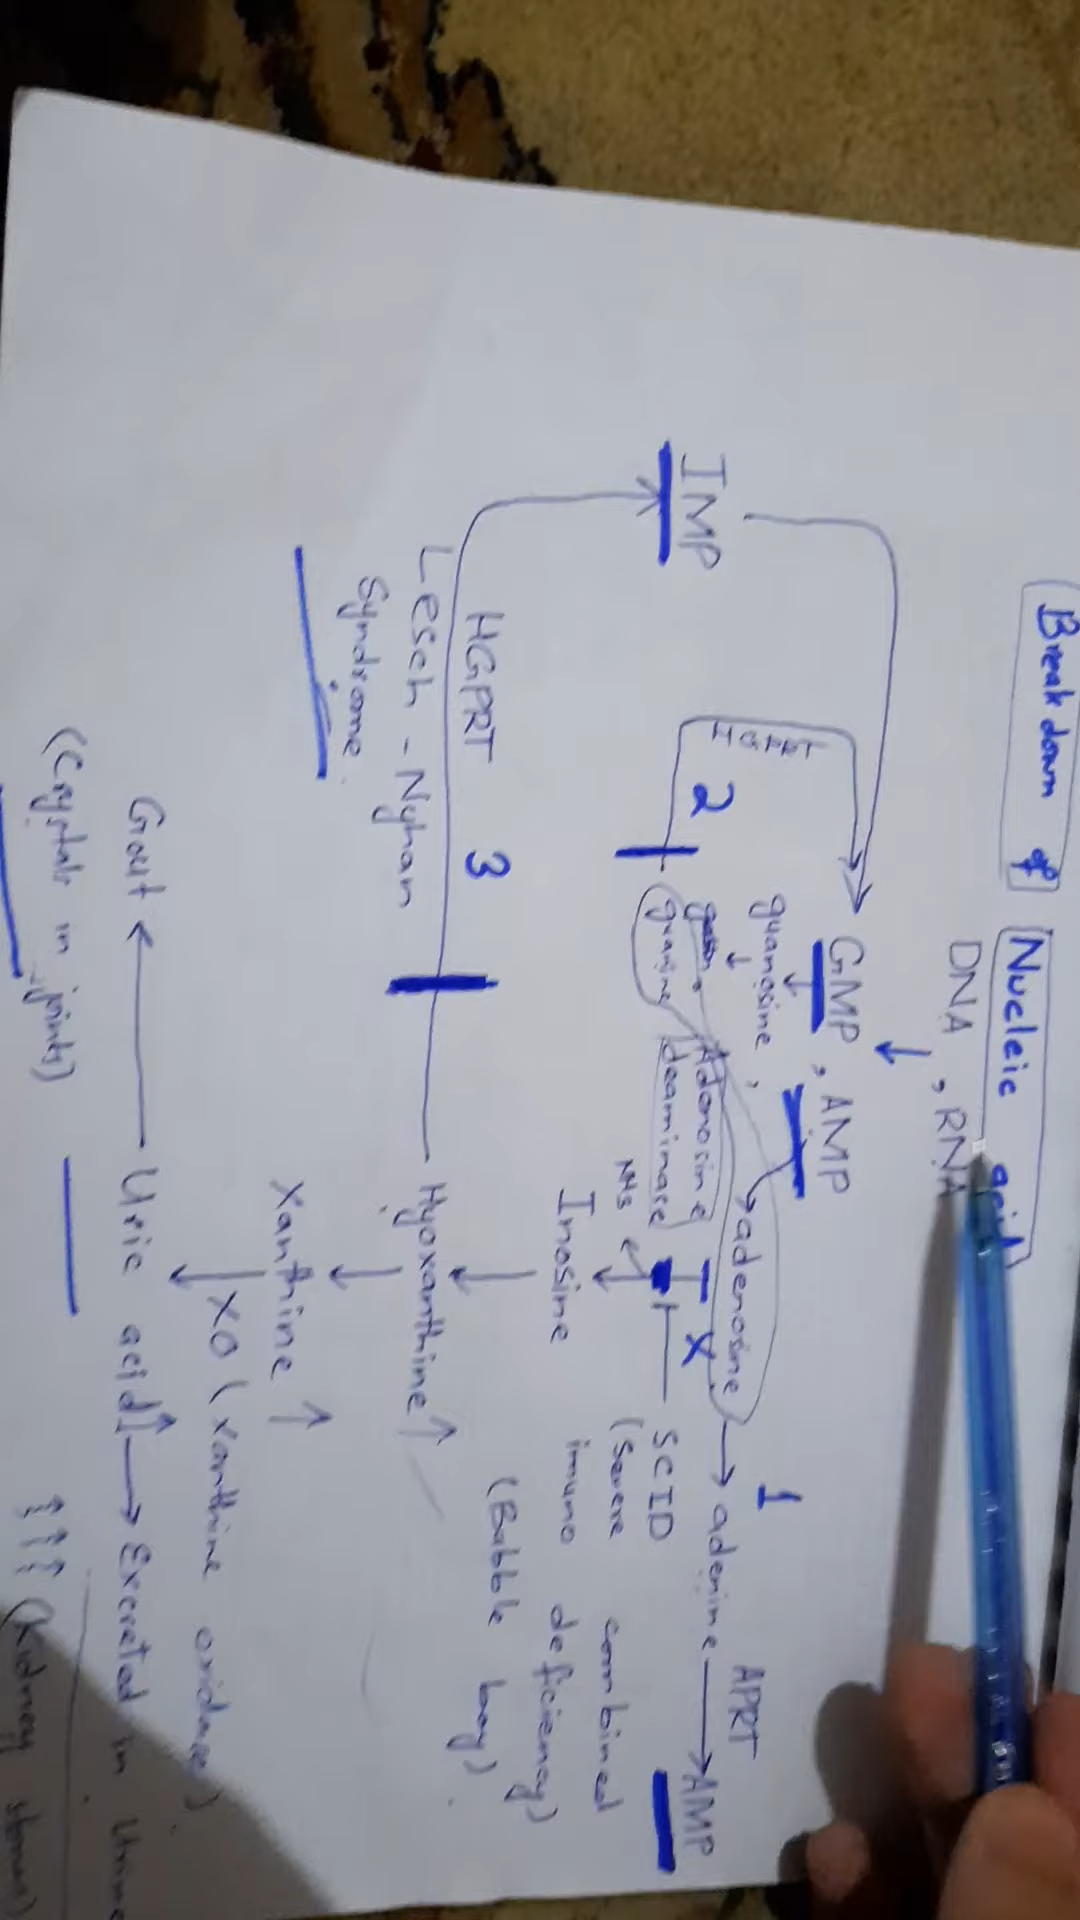 Break down of Nucleic acid
DNA, RNA
GMP, AMP
IMP
guanosine, adenosine
guanine
1
adenine
APRT
AMP
2
HGPRT
Adenosine
deaminase
NH3
X
SCID
(Severe combined
imuno deficiency)
(Bubble boy)
Inosine
HGPRT 3
Lesch-Nyhan
Syndrome.
Hyoxanthine
Xanthine
XO (xanthine oxidase)
Gout
Uric acid
Excreted in Urine
(Crystals in joints)
(Kidney stones)